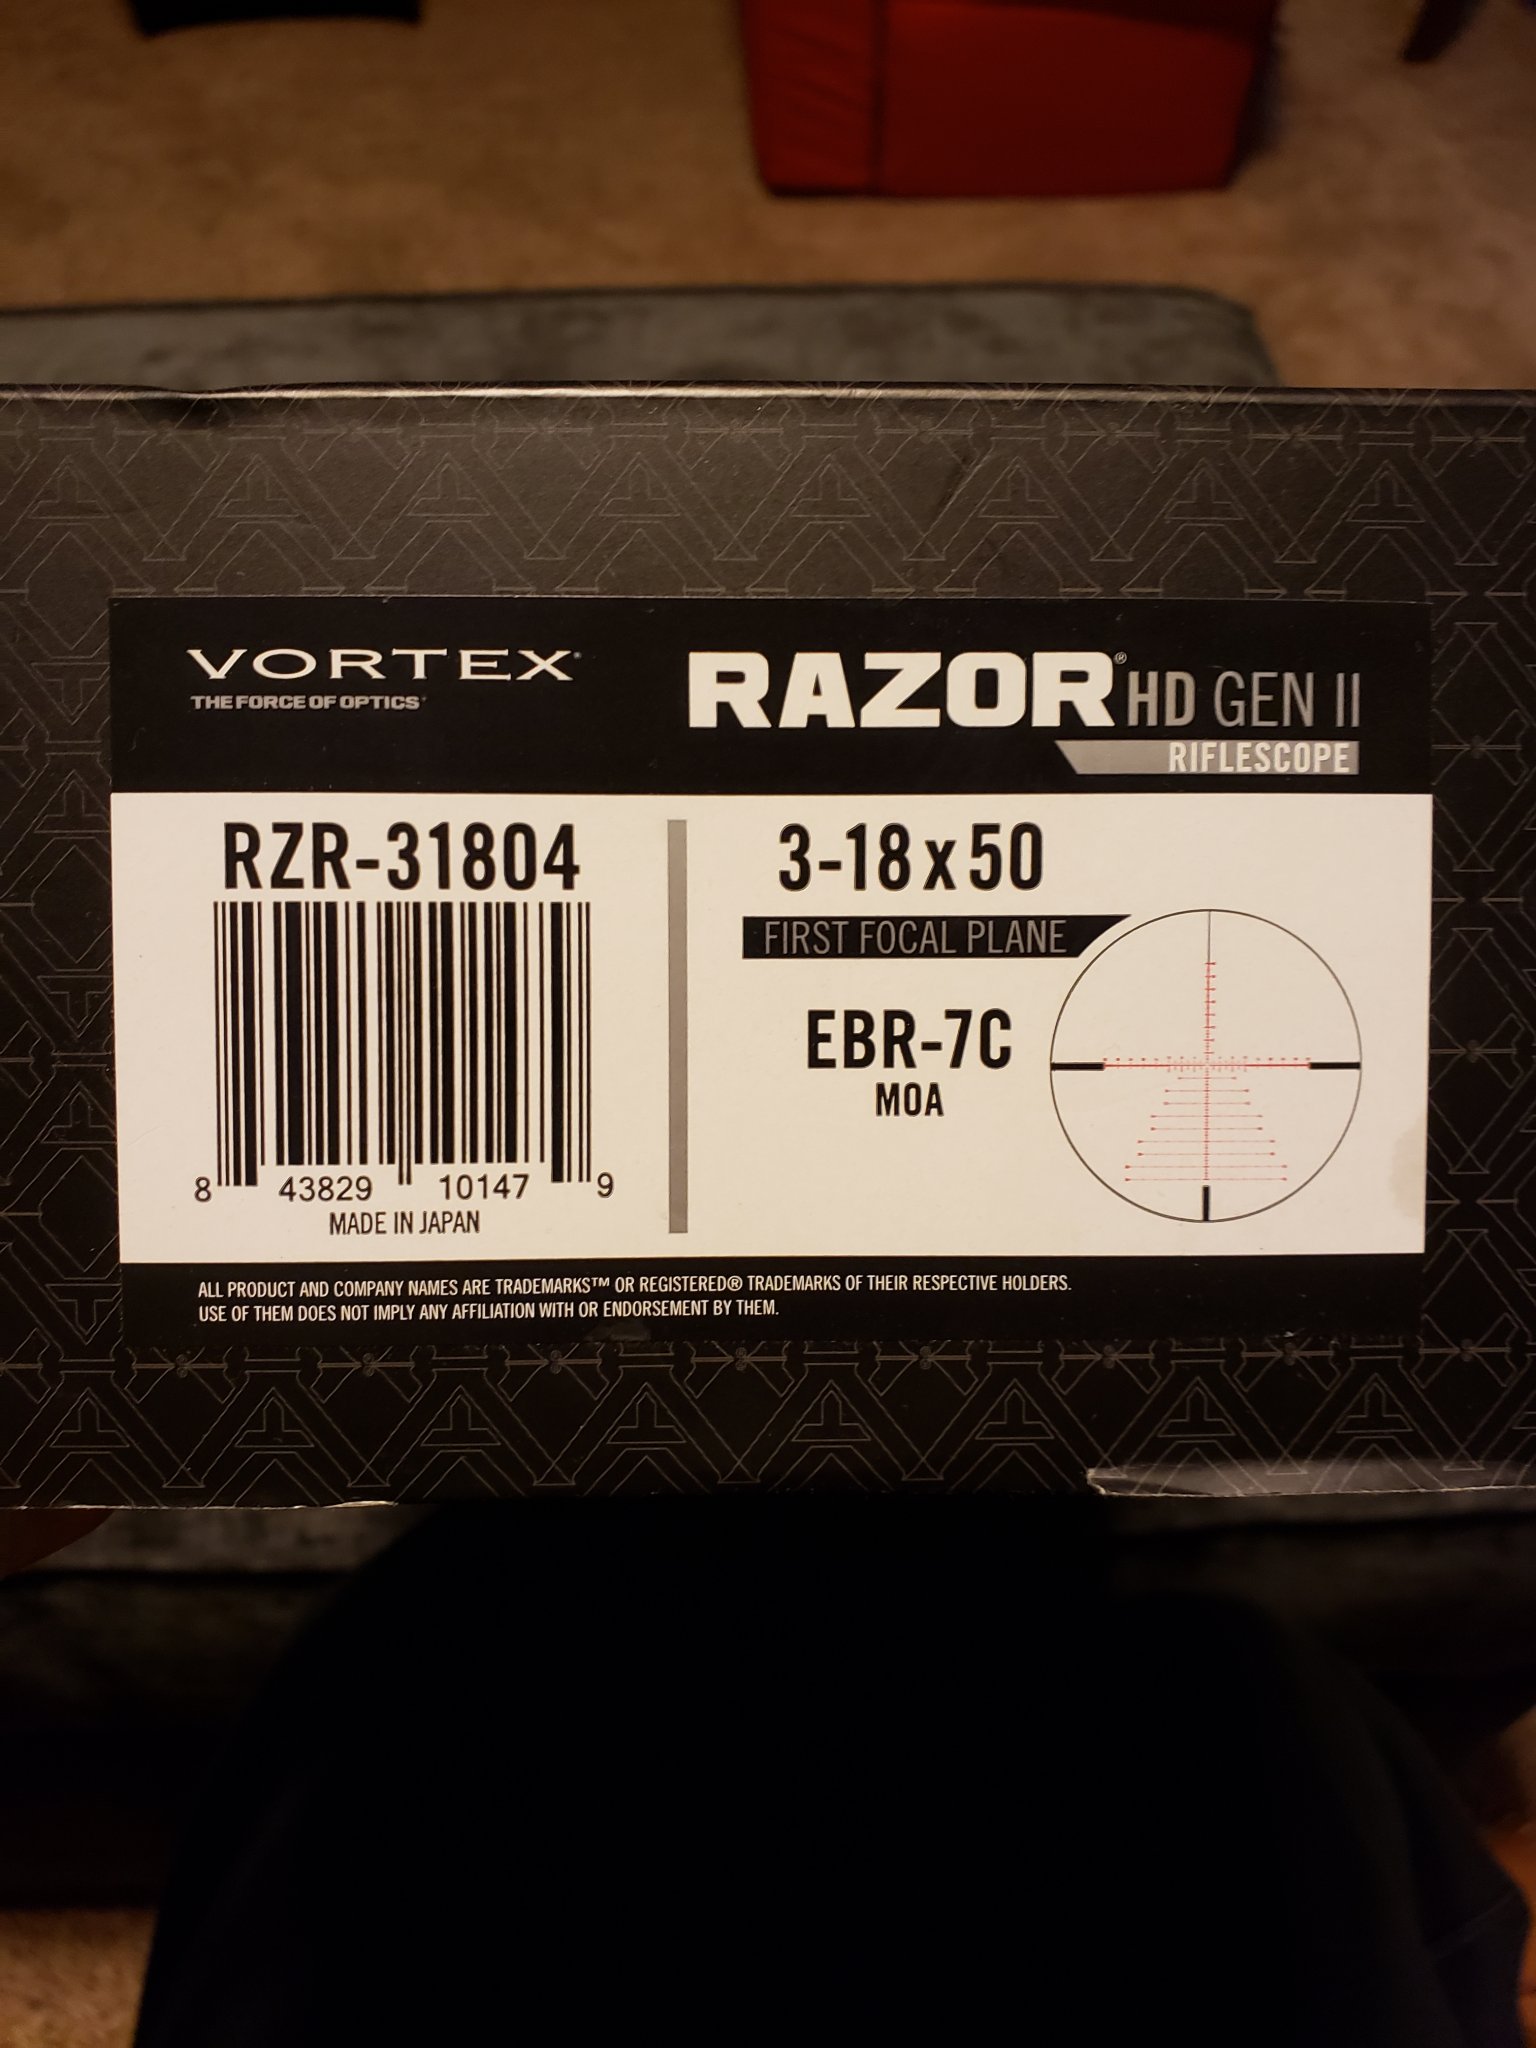 VORTEX®
THE FORCE OF OPTICS®
RAZOR® HD GEN II
RIFLESCOPE
RZR-31804
8 43829 10147 9
MADE IN JAPAN
3-18x50
FIRST FOCAL PLANE
EBR-7C
MOA
ALL PRODUCT AND COMPANY NAMES ARE TRADEMARKS™ OR REGISTERED® TRADEMARKS OF THEIR RESPECTIVE HOLDERS.
USE OF THEM DOES NOT IMPLY ANY AFFILIATION WITH OR ENDORSEMENT BY THEM.